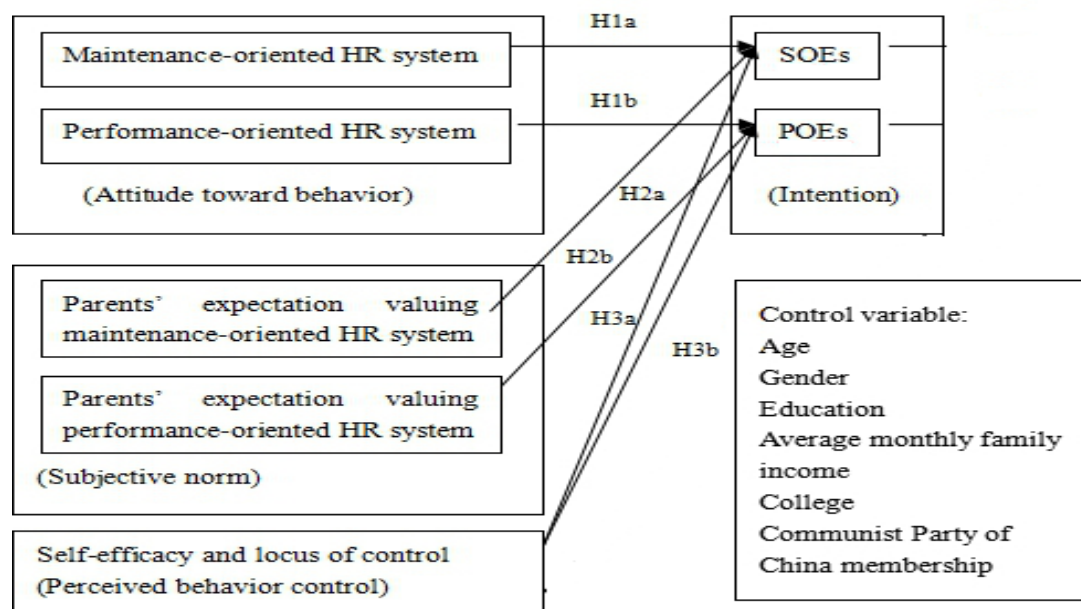 H1a
Maintenance-oriented HR system
SOEs
H1b
Performance-oriented HR system
POEs
(Attitude toward behavior)
(Intention)
H2a
H2b
Parents’ expectation valuing
maintenance-oriented HR system
H3a
H3b
Parents’ expectation valuing
performance-oriented HR system
(Subjective norm)
Self-efficacy and locus of control
(Perceived behavior control)
Control variable:
Age
Gender
Education
Average monthly family
income
College
Communist Party of
China membership